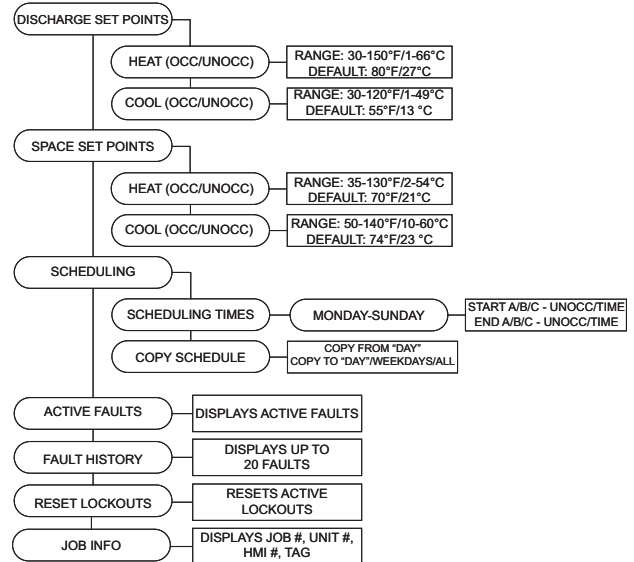 DISCHARGE SET POINTS
HEAT (OCC/UNOCC)
RANGE: 30-150°F/1-66°C
DEFAULT: 80°F/27°C
COOL (OCC/UNOCC)
RANGE: 30-120°F/1-49°C
DEFAULT: 55°F/13 °C
SPACE SET POINTS
HEAT (OCC/UNOCC)
RANGE: 35-130°F/2-54°C
DEFAULT: 70°F/21°C
COOL (OCC/UNOCC)
RANGE: 50-140°F/10-60°C
DEFAULT: 74°F/23 °C
SCHEDULING
SCHEDULING TIMES
MONDAY-SUNDAY
START A/B/C - UNOCC/TIME
END A/B/C - UNOCC/TIME
COPY SCHEDULE
COPY FROM “DAY”
COPY TO “DAY”/WEEKDAYS/ALL
ACTIVE FAULTS
DISPLAYS ACTIVE FAULTS
FAULT HISTORY
DISPLAYS UP TO
20 FAULTS
RESET LOCKOUTS
RESETS ACTIVE
LOCKOUTS
JOB INFO
DISPLAYS JOB #, UNIT #,
HMI #, TAG